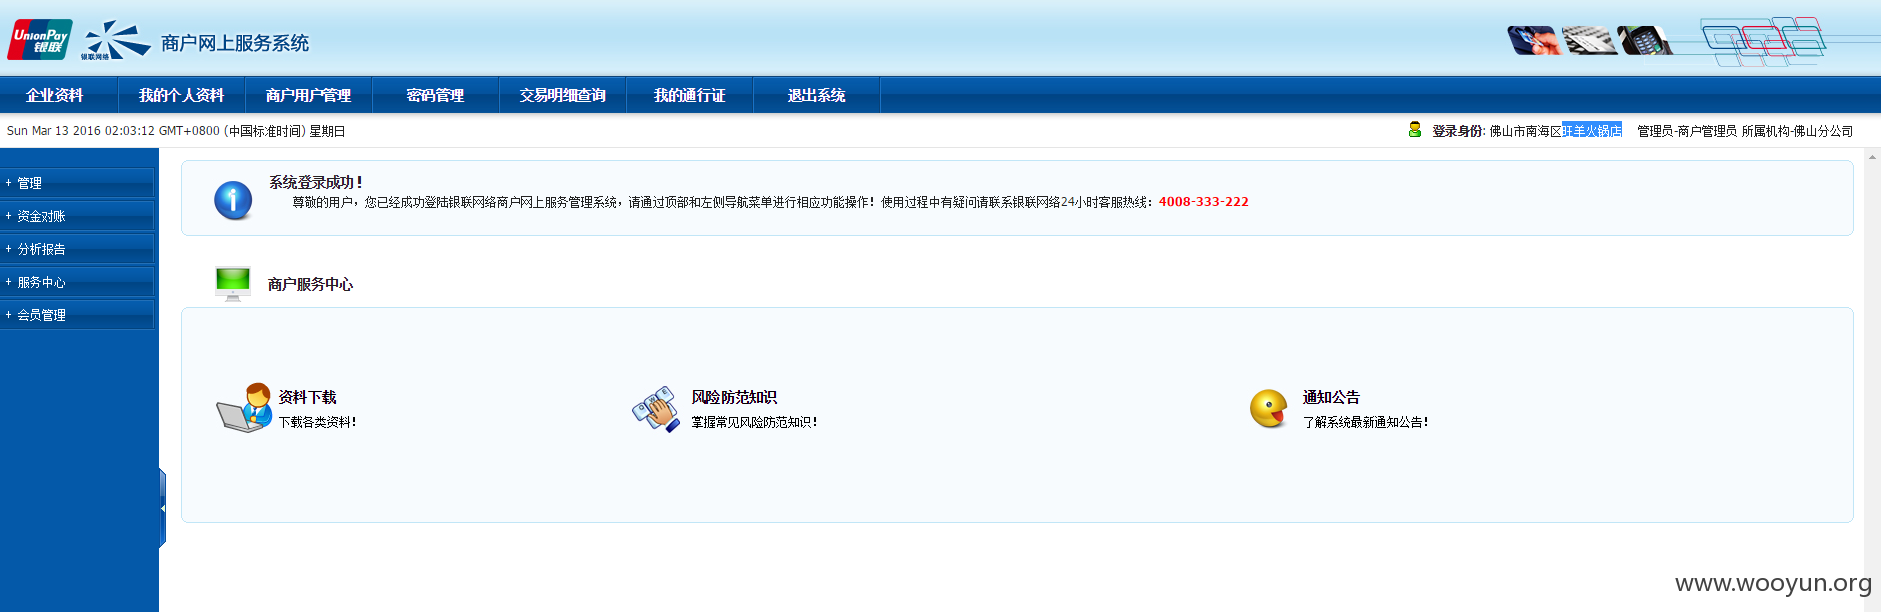 UnionPay
银联
银联网络
商户网上服务系统
企业资料 我的个人资料 商户用户管理 密码管理 交易明细查询 我的通行证 退出系统
Sun Mar 13 2016 02:03:12 GMT+0800 (中国标准时间) 星期日
登录身份: 佛山市南海区旺羊火锅店 管理员-商户管理员 所属机构-佛山分公司
+ 管理
+ 资金对账
+ 分析报告
+ 服务中心
+ 会员管理
系统登录成功！
尊敬的用户，您已经成功登陆银联网络商户网上服务管理系统，请通过顶部和左侧导航菜单进行相应功能操作！使用过程中有疑问请联系银联网络24小时客服热线：4008-333-222
商户服务中心
资料下载
下载各类资料！
风险防范知识
掌握常见风险防范知识！
通知公告
了解系统最新通知公告！
www.wooyun.org